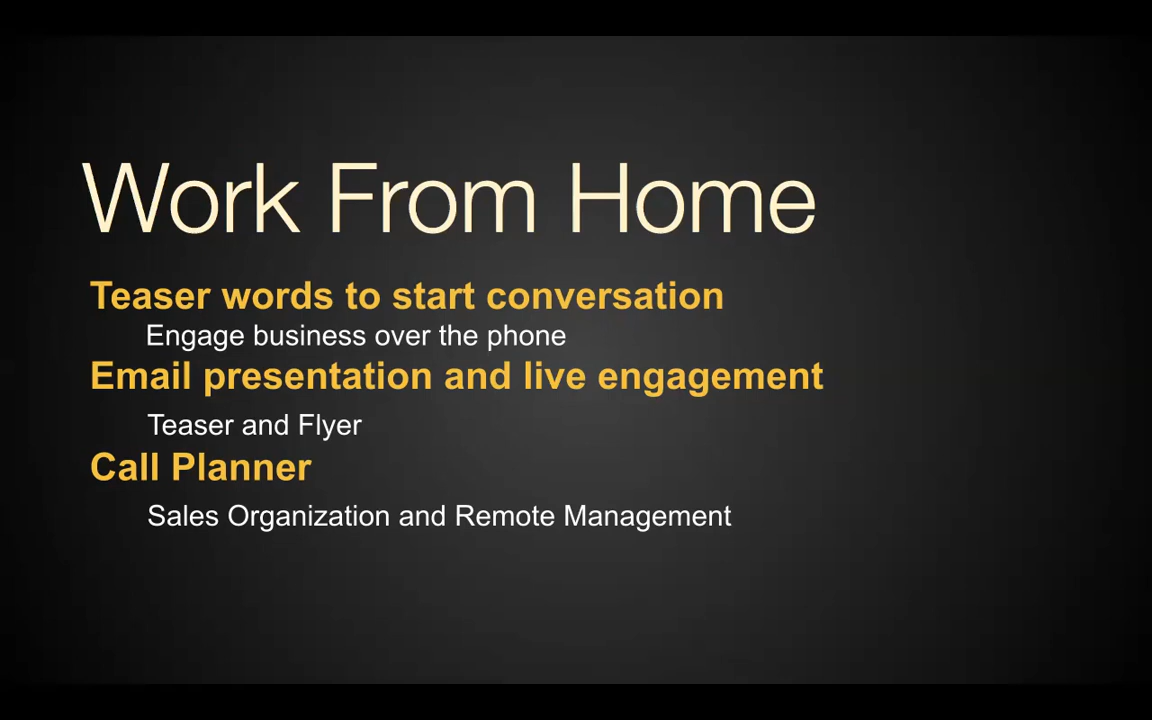 Work From Home
Teaser words to start conversation
Engage business over the phone
Email presentation and live engagement
Teaser and Flyer
Call Planner
Sales Organization and Remote Management